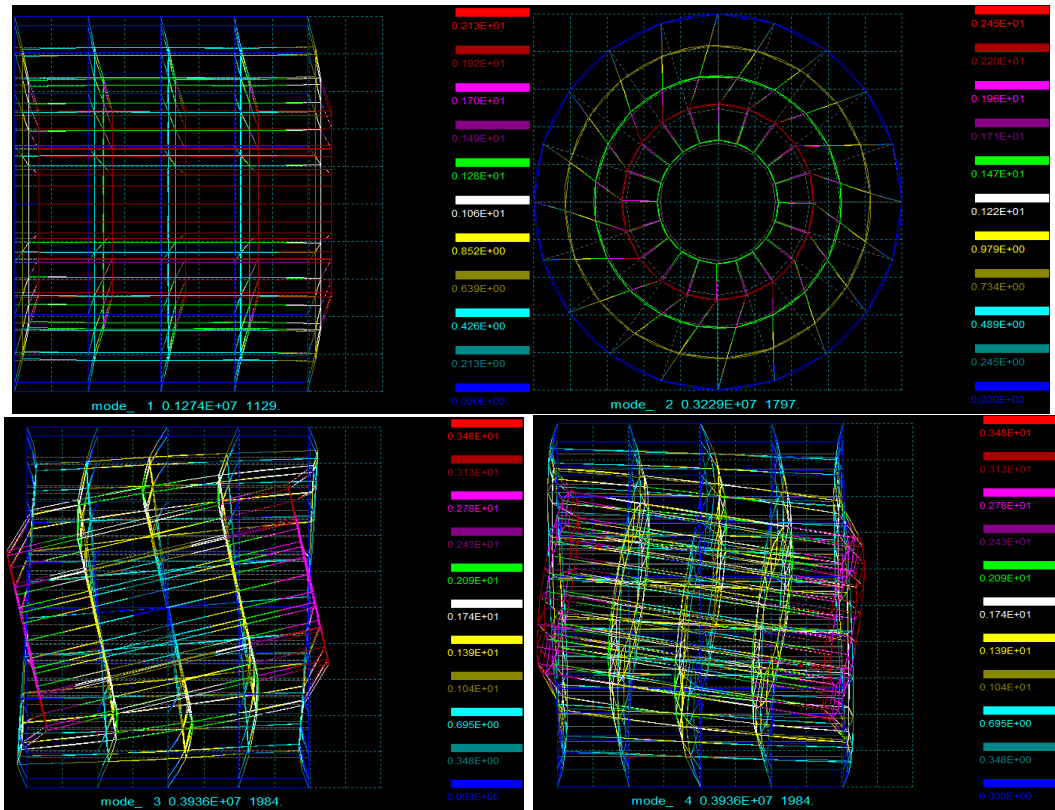 0.213E+01
0.192E+01
0.170E+01
0.149E+01
0.128E+01
0.106E+01
0.852E+00
0.639E+00
0.426E+00
0.213E+00
0.000E+00
mode_ 1 0.1274E+07 1129.
0.245E+01
0.220E+01
0.196E+01
0.171E+01
0.147E+01
0.122E+01
0.979E+00
0.734E+00
0.489E+00
0.245E+00
0.000E+00
mode_ 2 0.3229E+07 1797.
0.348E+01
0.313E+01
0.278E+01
0.243E+01
0.209E+01
0.174E+01
0.139E+01
0.104E+01
0.695E+00
0.348E+00
0.000E+00
mode_ 3 0.3936E+07 1984.
0.348E+01
0.313E+01
0.278E+01
0.243E+01
0.209E+01
0.174E+01
0.139E+01
0.104E+01
0.695E+00
0.348E+00
0.000E+00
mode_ 4 0.3936E+07 1984.